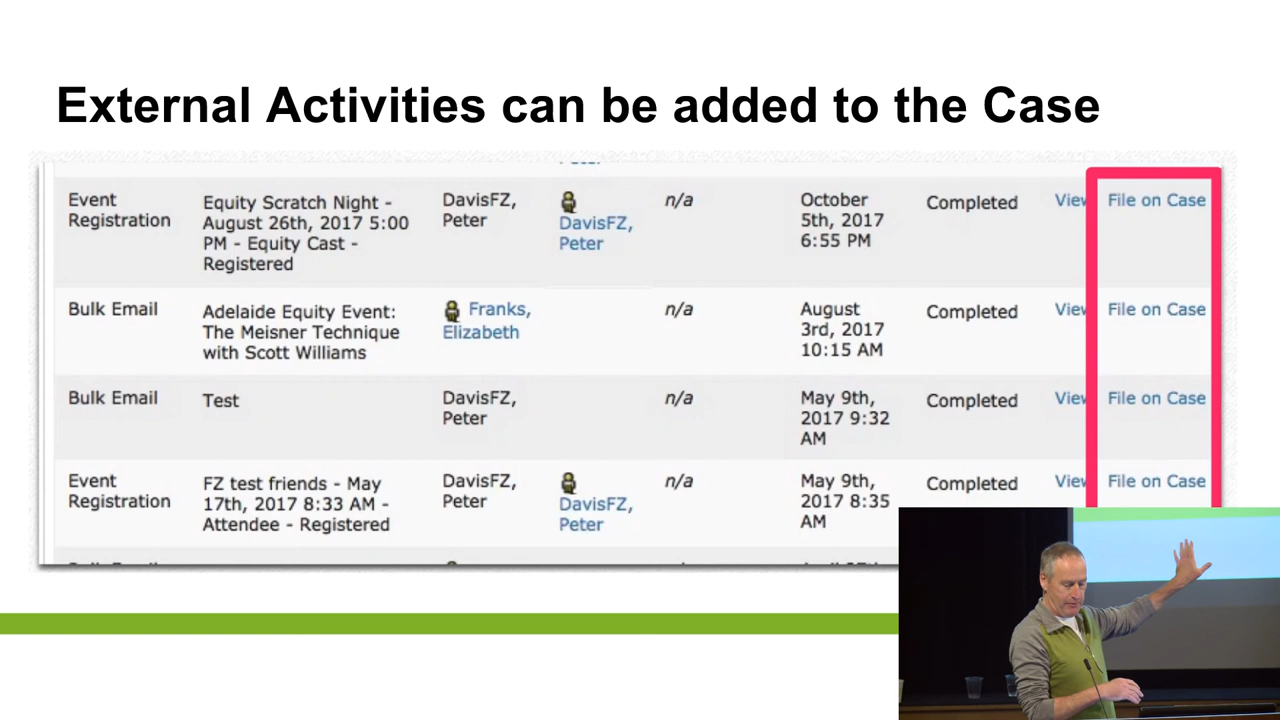 External Activities can be added to the Case
Event
Registration
Equity Scratch Night -
August 26th, 2017 5:00
PM - Equity Cast -
Registered
DavisFZ,
Peter
DavisFZ,
Peter
n/a
October
5th, 2017
6:55 PM
Completed
View
File on Case
Bulk Email
Adelaide Equity Event:
The Meisner Technique
with Scott Williams
Franks,
Elizabeth
n/a
August
3rd, 2017
10:15 AM
Completed
View
File on Case
Bulk Email
Test
DavisFZ,
Peter
n/a
May 9th,
2017 9:32
AM
Completed
View
File on Case
Event
Registration
FZ test friends - May
17th, 2017 8:33 AM -
Attendee - Registered
DavisFZ,
Peter
DavisFZ,
Peter
n/a
May 9th,
2017 8:35
AM
Completed
View
File on Case